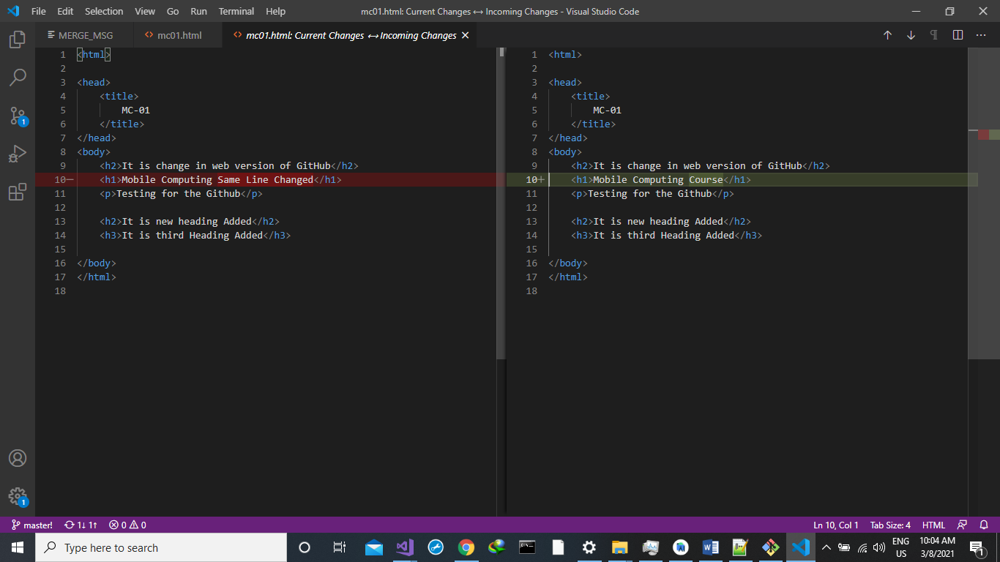 File Edit Selection View Go Run Terminal Help mc01.html: Current Changes ↔ Incoming Changes - Visual Studio Code
MERGE_MSG mc01.html mc01.html: Current Changes ↔ Incoming Changes
1 <html>
2
3 <head>
4 <title>
5 MC-01
6 </title>
7 </head>
8 <body>
9 <h2>It is change in web version of GitHub</h2>
10− <h1>Mobile Computing Same Line Changed</h1>
11 <p>Testing for the Github</p>
12
13 <h2>It is new heading Added</h2>
14 <h3>It is third Heading Added</h3>
15
16 </body>
17 </html>
18
1 <html>
2
3 <head>
4 <title>
5 MC-01
6 </title>
7 </head>
8 <body>
9 <h2>It is change in web version of GitHub</h2>
10+ <h1>Mobile Computing Course</h1>
11 <p>Testing for the Github</p>
12
13 <h2>It is new heading Added</h2>
14 <h3>It is third Heading Added</h3>
15
16 </body>
17 </html>
18
1
1
master! 1↓ 1↑ 0 0 Ln 10, Col 1 Tab Size: 4 HTML
Type here to search
ENG
US
10:04 AM
3/8/2021
1